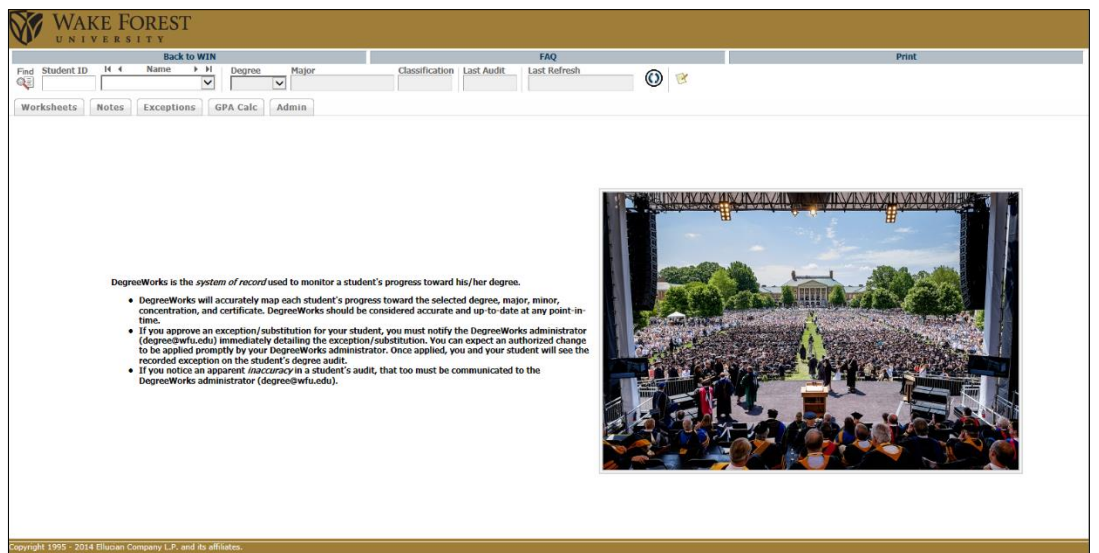 WAKE FOREST
UNIVERSITY
Back to WIN FAQ Print
Find Student ID Name Degree Major Classification Last Audit Last Refresh
Worksheets Notes Exceptions GPA Calc Admin
DegreeWorks is the system of record used to monitor a student's progress toward his/her degree.
• DegreeWorks will accurately map each student's progress toward the selected degree, major, minor,
concentration, and certificate. DegreeWorks should be considered accurate and up-to-date at any point-in-
time.
• If you approve an exception/substitution for your student, you must notify the DegreeWorks administrator
(degree@wfu.edu) immediately detailing the exception/substitution. You can expect an authorized change
to be applied promptly by your DegreeWorks administrator. Once applied, you and your student will see the
recorded exception on the student's degree audit.
• If you notice an apparent inaccuracy in a student's audit, that too must be communicated to the
DegreeWorks administrator (degree@wfu.edu).
Copyright 1995 - 2014 Ellucian Company L.P. and its affiliates.